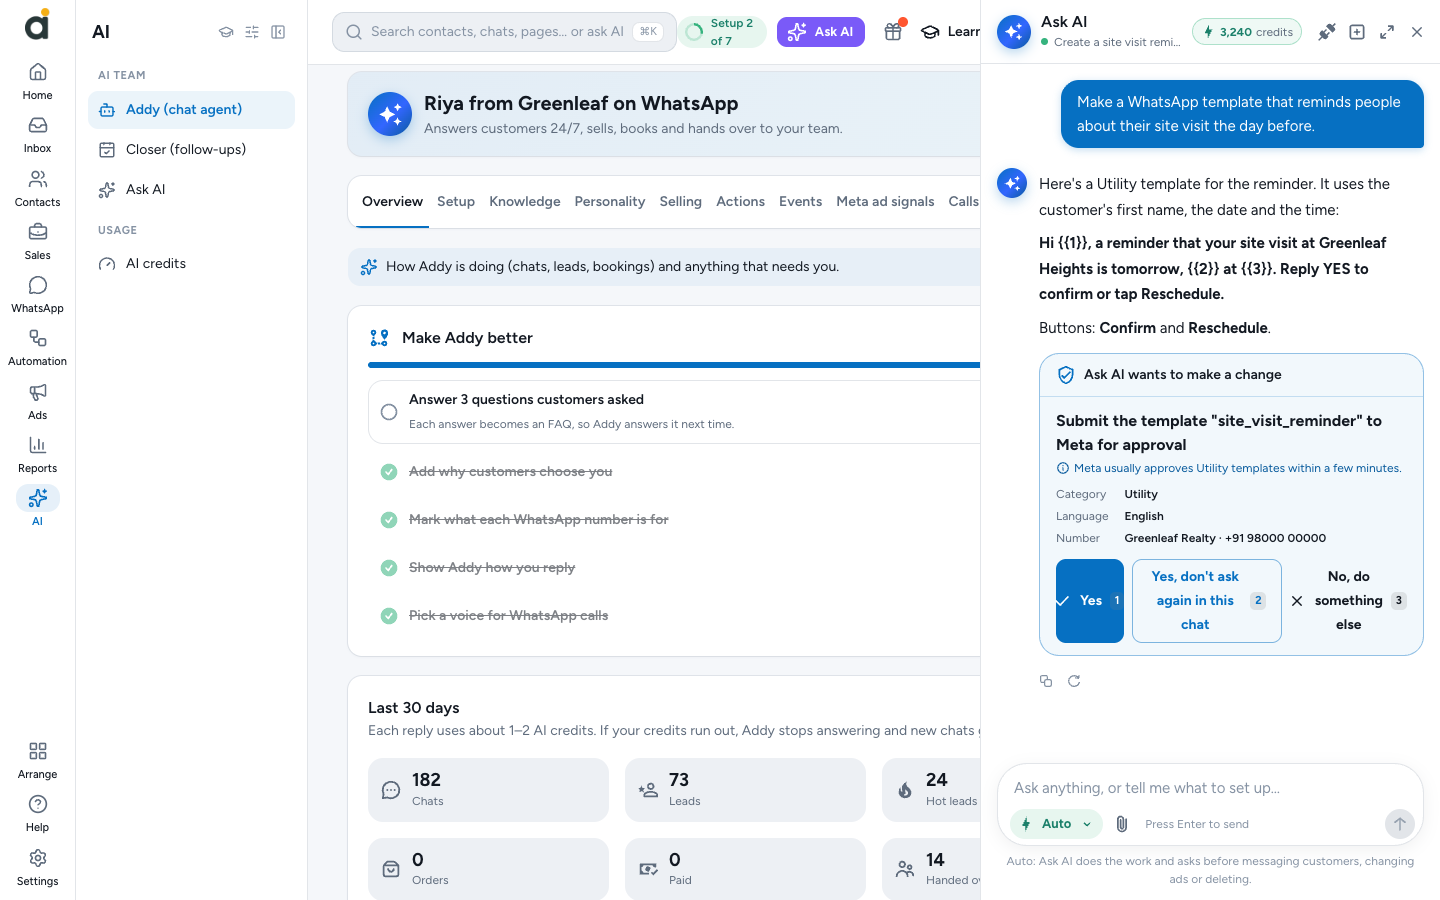 AI
AI TEAM
Addy (chat agent)
Closer (follow-ups)
Ask AI
USAGE
AI credits
Home
Inbox
Contacts
Sales
WhatsApp
Automation
Ads
Reports
AI
Arrange
Help
Settings
Search contacts, chats, pages... or ask AI ⌘K
Setup 2
of 7
Ask AI
Learn
Riya from Greenleaf on WhatsApp
Answers customers 24/7, sells, books and hands over to your team.
Overview Setup Knowledge Personality Selling Actions Events Meta ad signals Calls
How Addy is doing (chats, leads, bookings) and anything that needs you.
Make Addy better
Answer 3 questions customers asked
Each answer becomes an FAQ, so Addy answers it next time.
Add why customers choose you
Mark what each WhatsApp number is for
Show Addy how you reply
Pick a voice for WhatsApp calls
Last 30 days
Each reply uses about 1–2 AI credits. If your credits run out, Addy stops answering and new chats
182
Chats
73
Leads
24
Hot leads
0
Orders
0
Paid
14
Handed
Ask AI
Create a site visit remi...
3,240 credits
Make a WhatsApp template that reminds people
about their site visit the day before.
Here's a Utility template for the reminder. It uses the
customer's first name, the date and the time:
Hi {{1}}, a reminder that your site visit at Greenleaf
Heights is tomorrow, {{2}} at {{3}}. Reply YES to
confirm or tap Reschedule.
Buttons: Confirm and Reschedule.
Ask AI wants to make a change
Submit the template "site_visit_reminder" to
Meta for approval
Meta usually approves Utility templates within a few minutes.
Category Utility
Language English
Number Greenleaf Realty · +91 98000 00000
Yes 1
Yes, don't ask
again in this
chat
2
No, do
something
else
3
Ask anything, or tell me what to set up...
Auto
Press Enter to send
Auto: Ask AI does the work and asks before messaging customers, changing
ads or deleting.